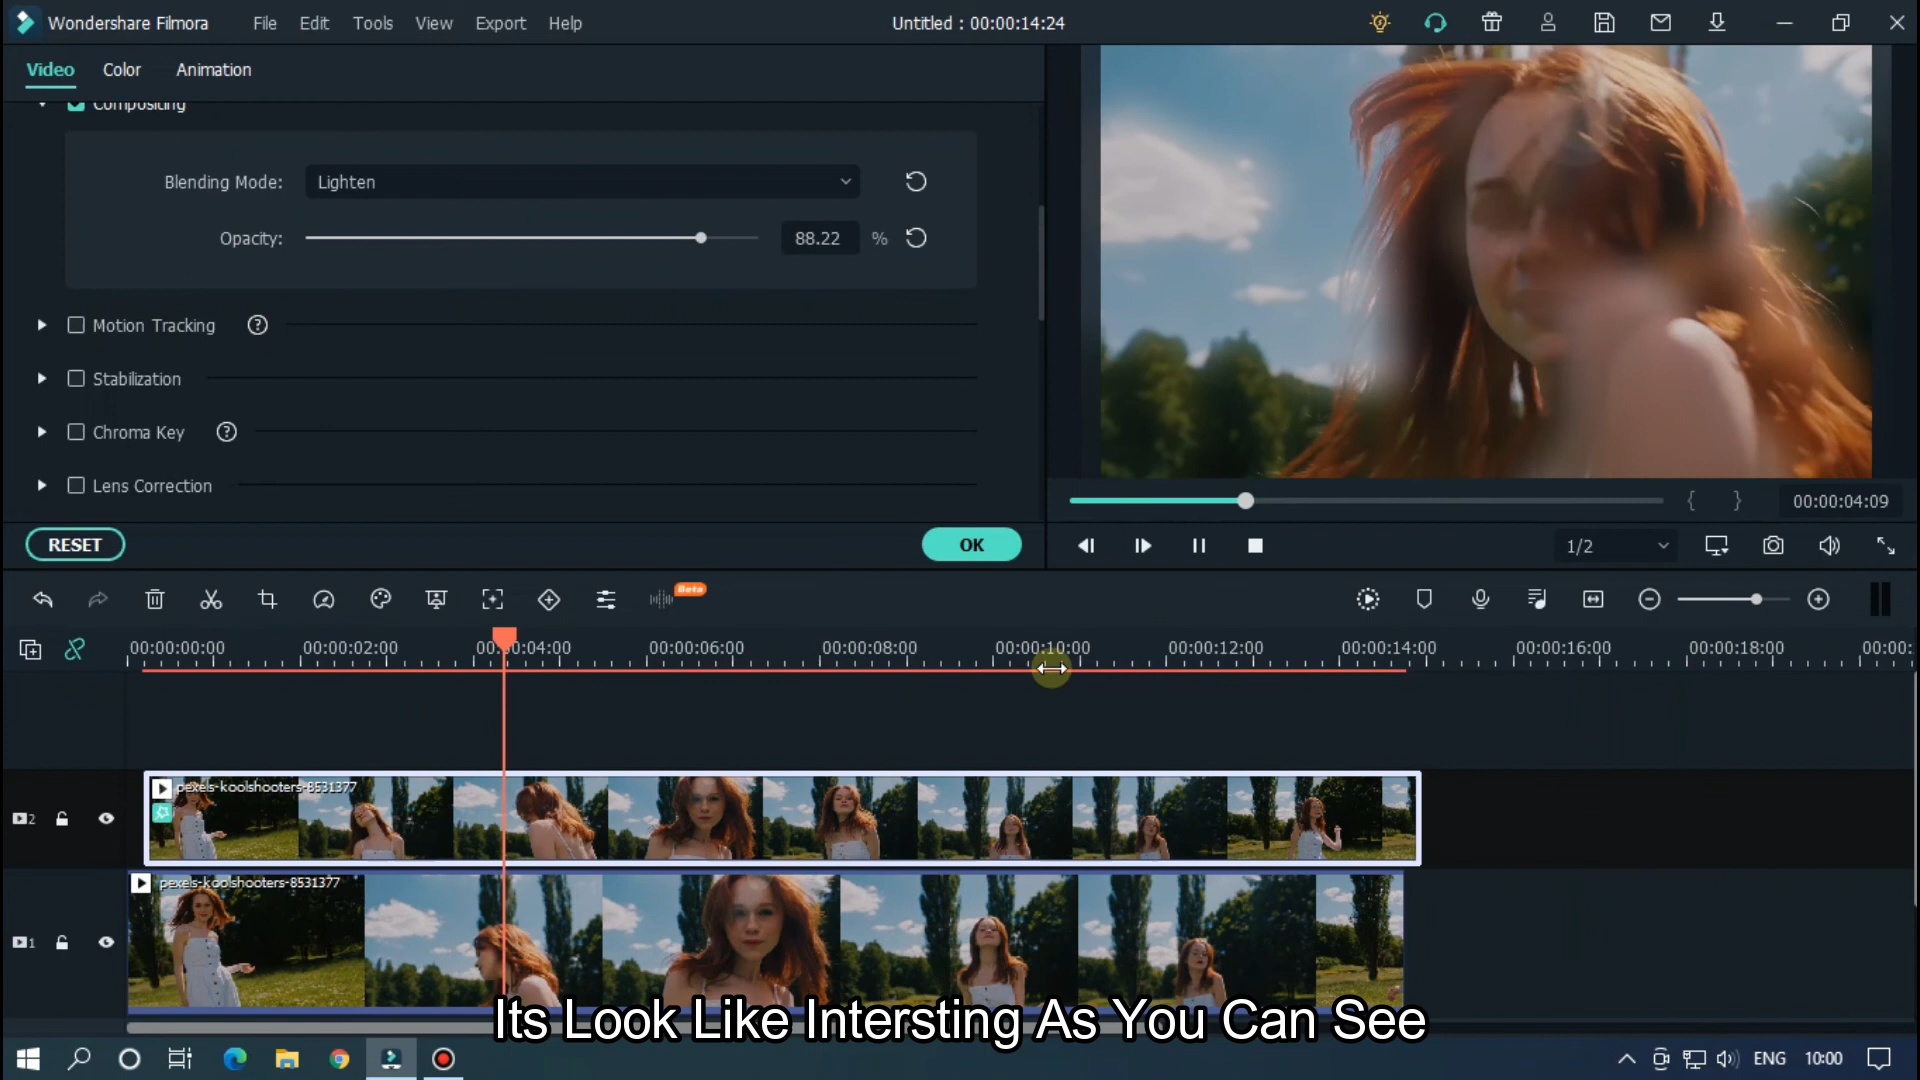 Wondershare Filmora File Edit Tools View Export Help Untitled : 00:00:14:24
Video Color Animation
Compositing
Blending Mode: Lighten
Opacity: 88.22 %
Motion Tracking ?
Stabilization
Chroma Key ?
Lens Correction
{ } 00:00:04:09
RESET OK
1/2
Beta
00:00:00:00 00:00:02:00 00:00:04:00 00:00:06:00 00:00:08:00 00:00:10:00 00:00:12:00 00:00:14:00 00:00:16:00 00:00:18:00 00:00:
pexels-koolshooters-8531377
2
pexels-koolshooters-8531377
1
Its Look Like Intersting As You Can See
ENG 10:00